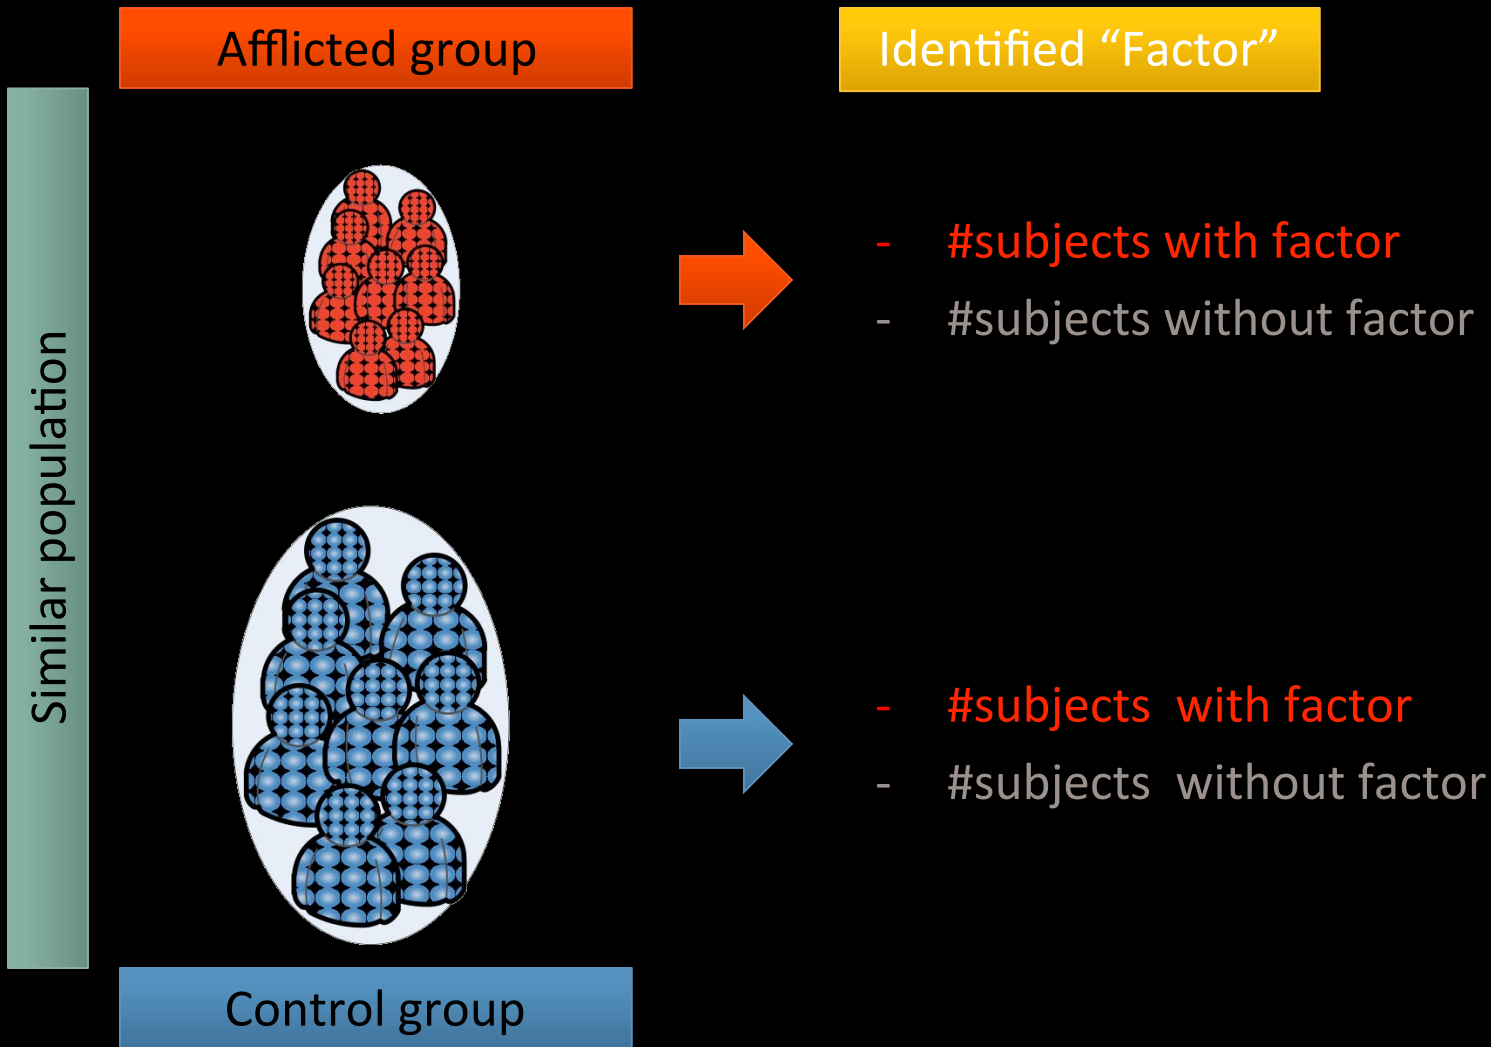 Afflicted group
Identified “Factor”
Similar population
- #subjects with factor
- #subjects without factor
- #subjects  with factor
- #subjects  without factor
Control group